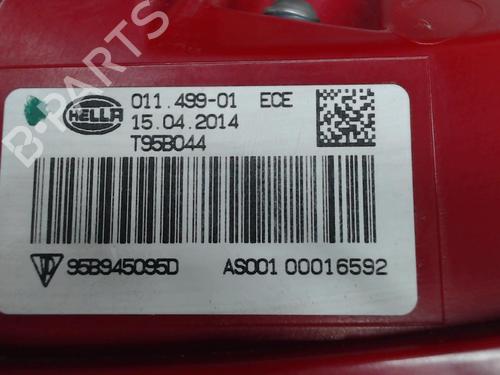 B-PARTS
HELLA 011.499-01 ECE
15.04.2014
T95B044
95B945095D AS001 00016592